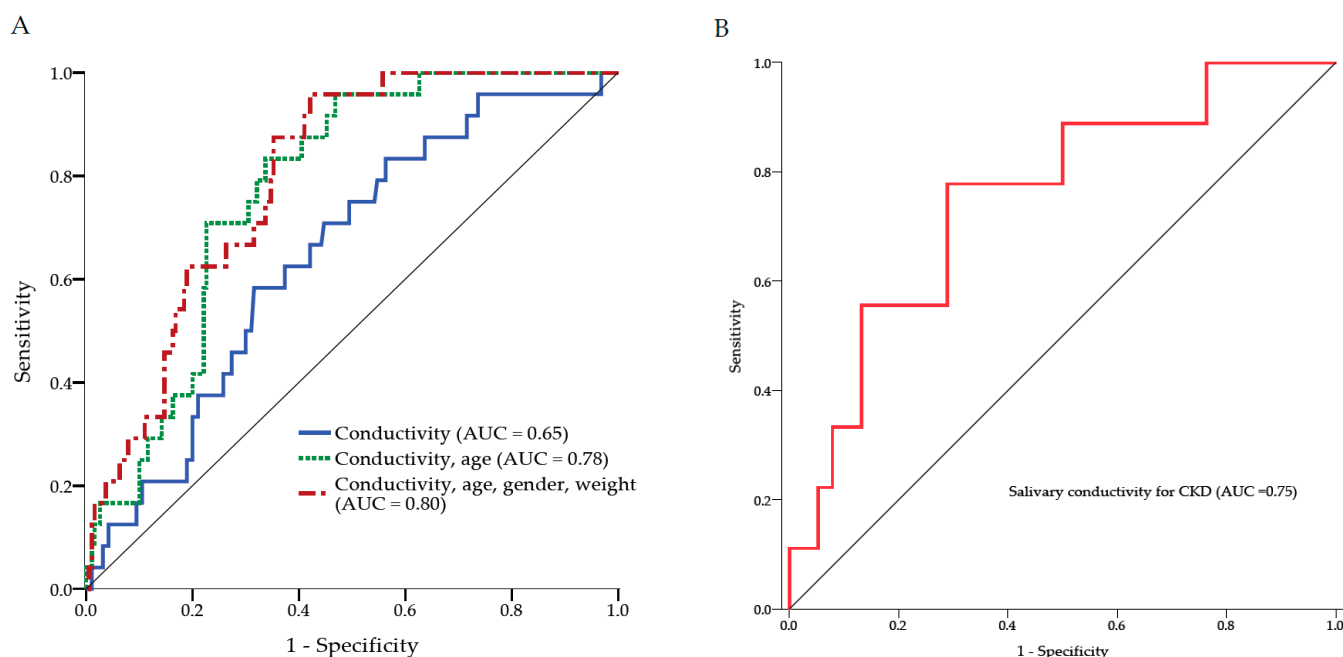 A
1.0
0.8
0.6
0.4
0.2
0.0
Sensitivity
Conductivity (AUC = 0.65)
Conductivity, age (AUC = 0.78)
Conductivity, age, gender, weight
(AUC = 0.80)
0.0 0.2 0.4 0.6 0.8 1.0
1 - Specificity
B
1.0
0.8
0.6
0.4
0.2
0.0
Sensitivity
Salivary conductivity for CKD (AUC =0.75)
0.0 0.2 0.4 0.6 0.8 1.0
1 - Specificity